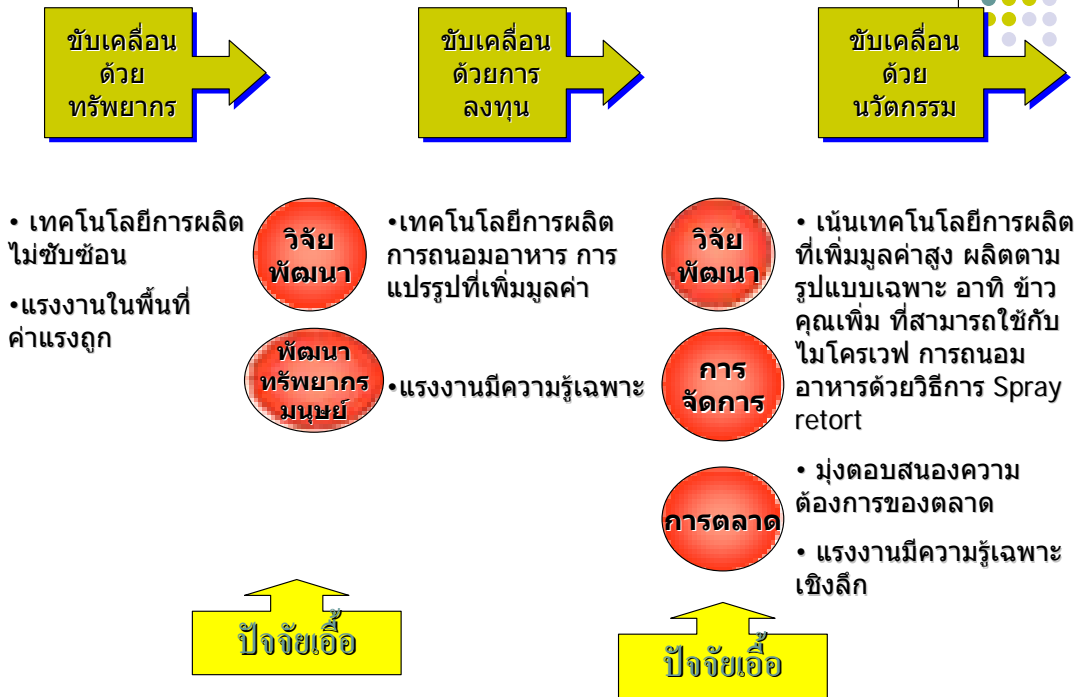 ขับเคลื่อน
ด้วย
ทรัพยากร
ขับเคลื่อน
ด้วยการ
ลงทุน
ขับเคลื่อน
ด้วย
นวัตกรรม
• เทคโนโลยีการผลิต
ไม่ซับซ้อน
•แรงงานในพื้นที่
ค่าแรงถูก
วิจัย
พัฒนา
พัฒนา
ทรัพยากร
มนุษย์
•เทคโนโลยีการผลิต
การถนอมอาหาร การ
แปรรูปที่เพิ่มมูลค่า
•แรงงานมีความรู้เฉพาะ
วิจัย
พัฒนา
การ
จัดการ
การตลาด
• เน้นเทคโนโลยีการผลิต
ที่เพิ่มมูลค่าสูง ผลิตตาม
รูปแบบเฉพาะ อาทิ ข้าว
คุณเพิ่ม ที่สามารถใช้กับ
ไมโครเวฟ การถนอม
อาหารด้วยวิธีการ Spray
retort
• มุ่งตอบสนองความ
ต้องการของตลาด
• แรงงานมีความรู้เฉพาะ
เชิงลึก
ปัจจัยเอื้อ
ปัจจัยเอื้อ